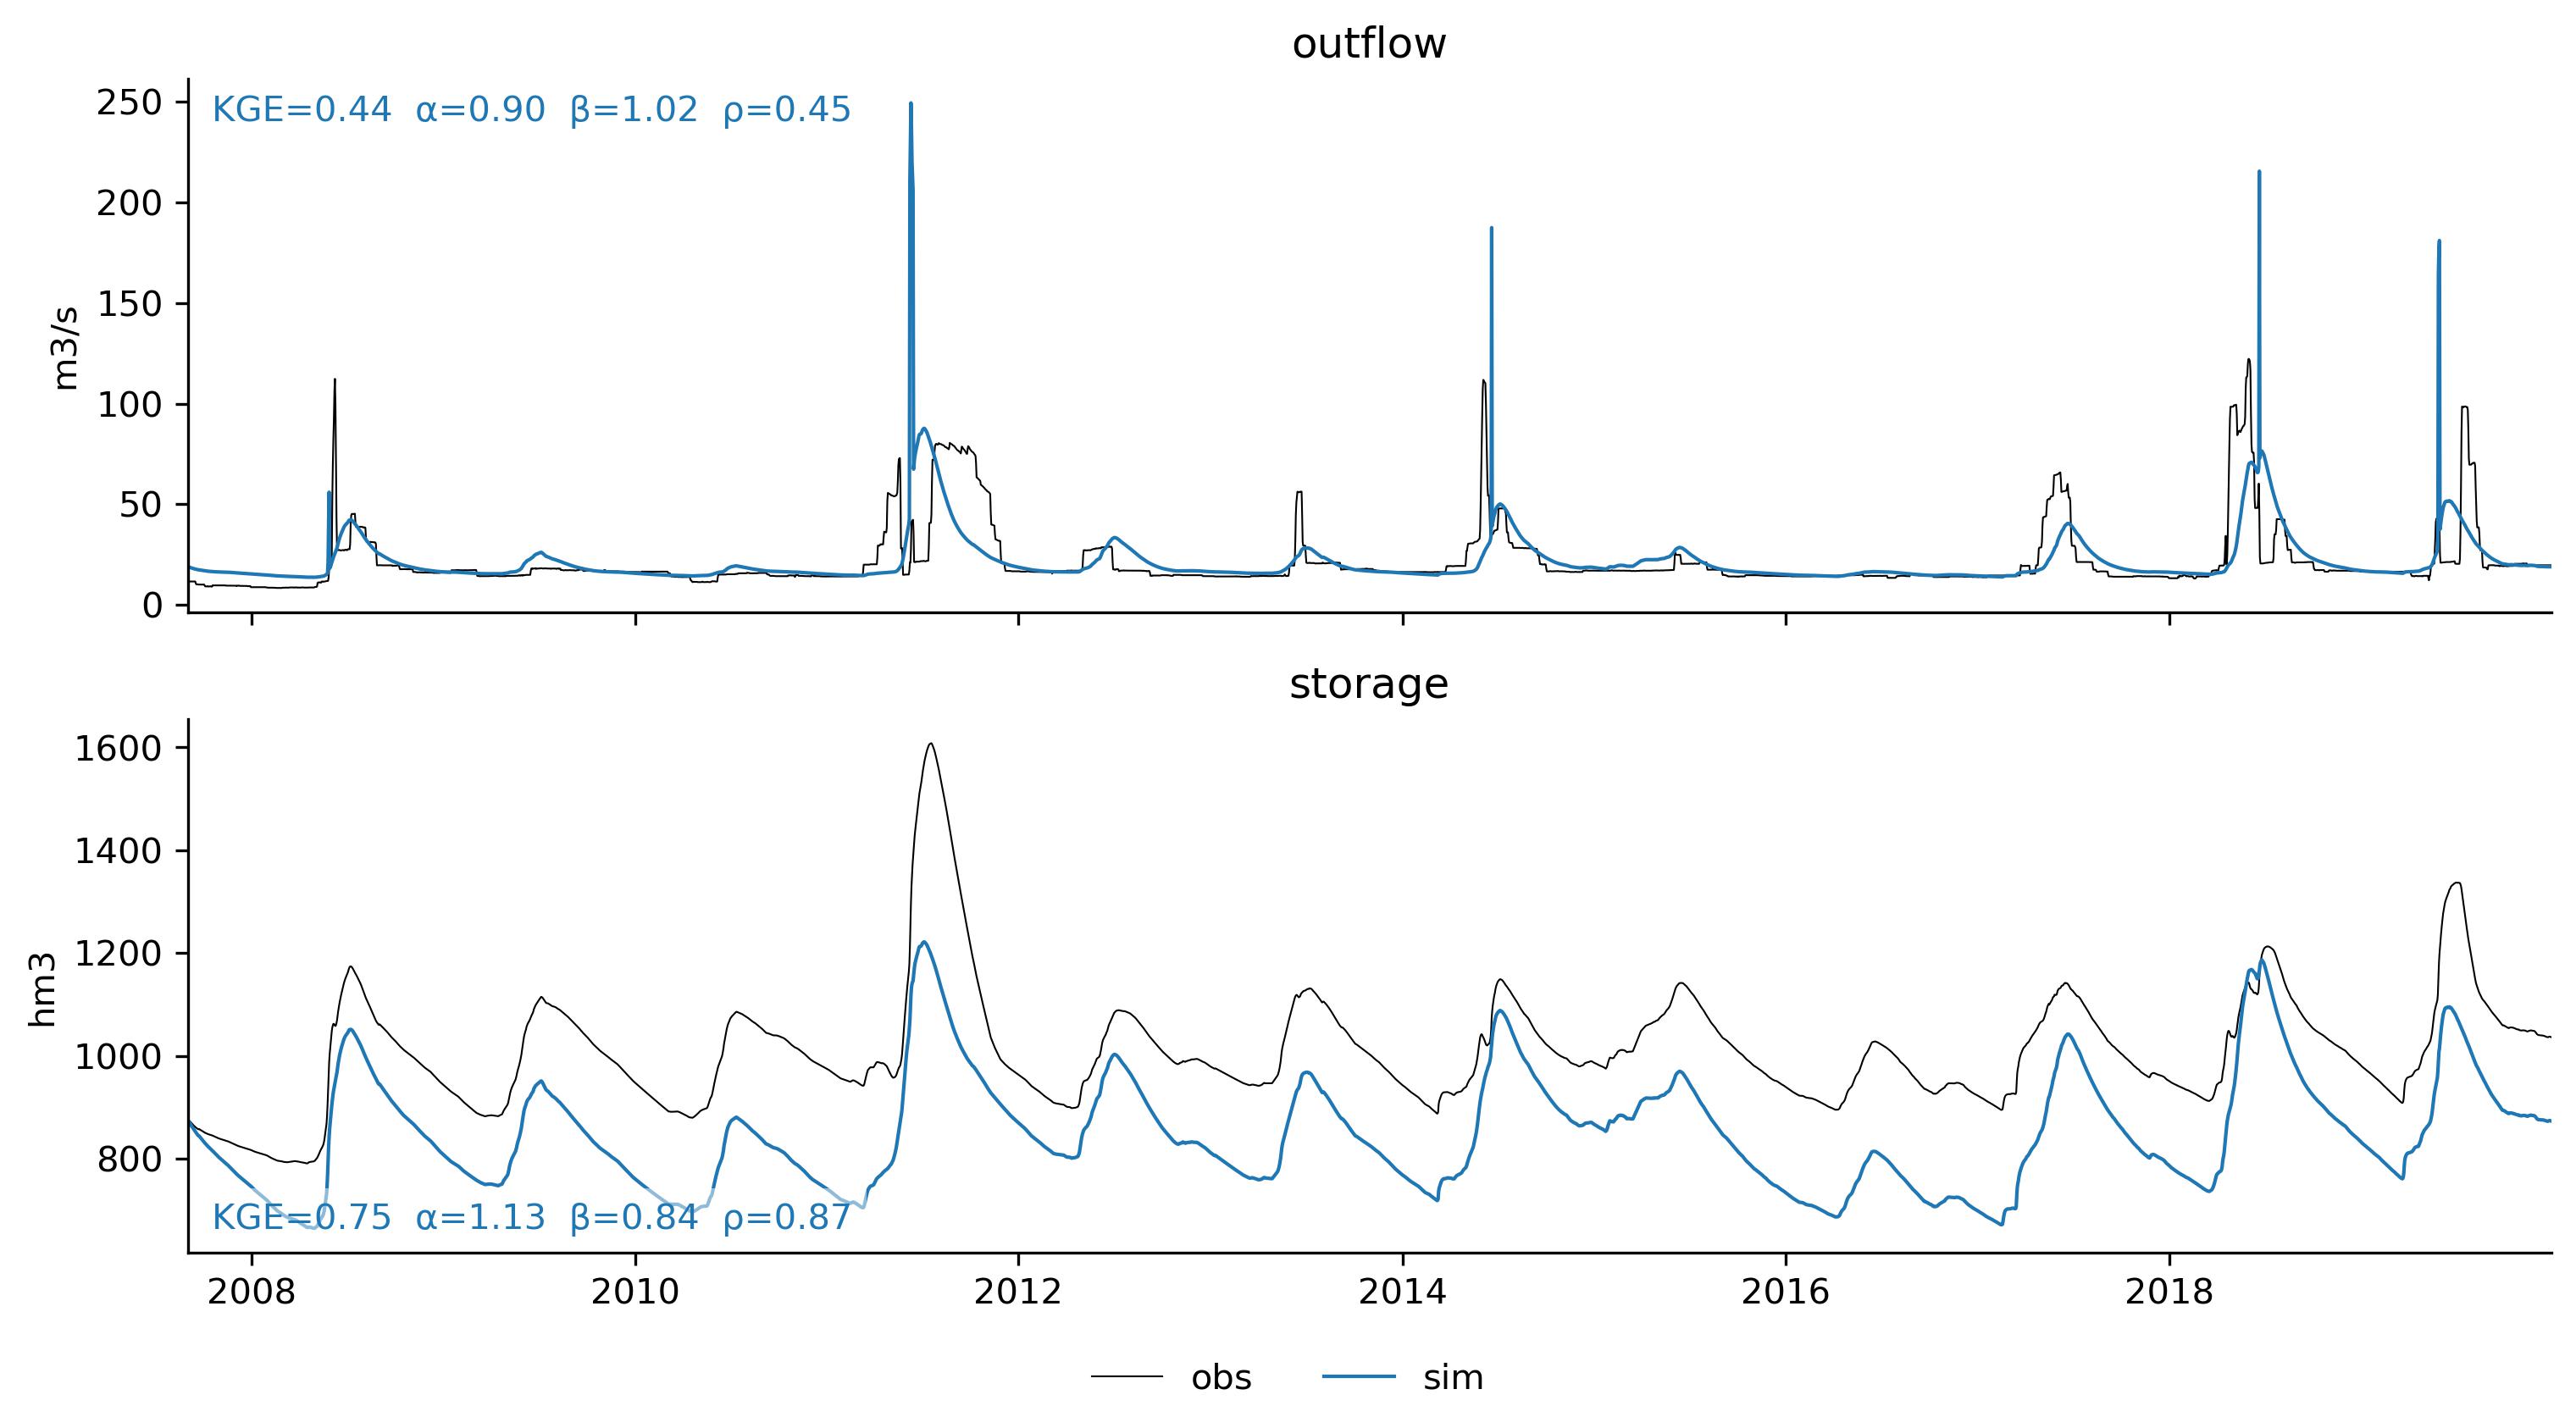 outflow
KGE=0.44 α=0.90 β=1.02 ρ=0.45
250
200
150
100
50
0
m3/s
storage
1600
1400
1200
1000
800
hm3
KGE=0.75 α=1.13 β=0.84 ρ=0.87
2008 2010 2012 2014 2016 2018
obs sim